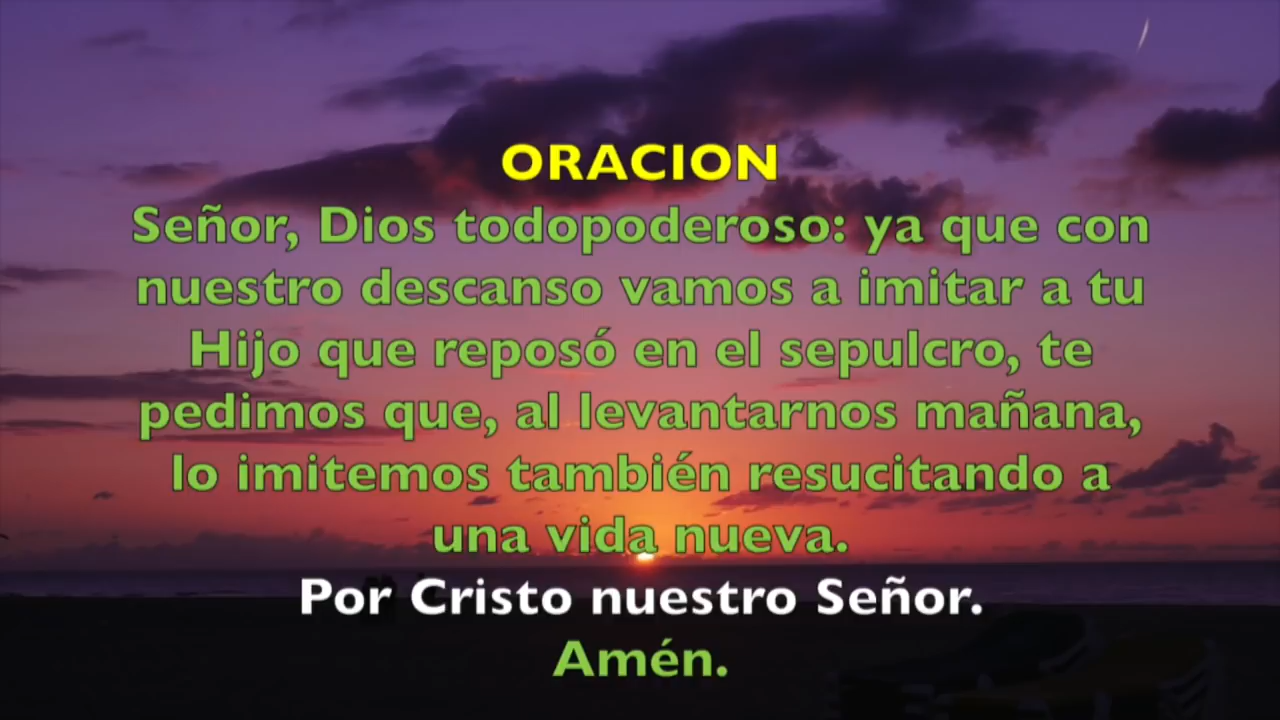 ORACION
Señor, Dios todopoderoso: ya que con
nuestro descanso vamos a imitar a tu
Hijo que reposó en el sepulcro, te
pedimos que, al levantarnos mañana,
lo imitemos también resucitando a
una vida nueva.
Por Cristo nuestro Señor.
Amén.